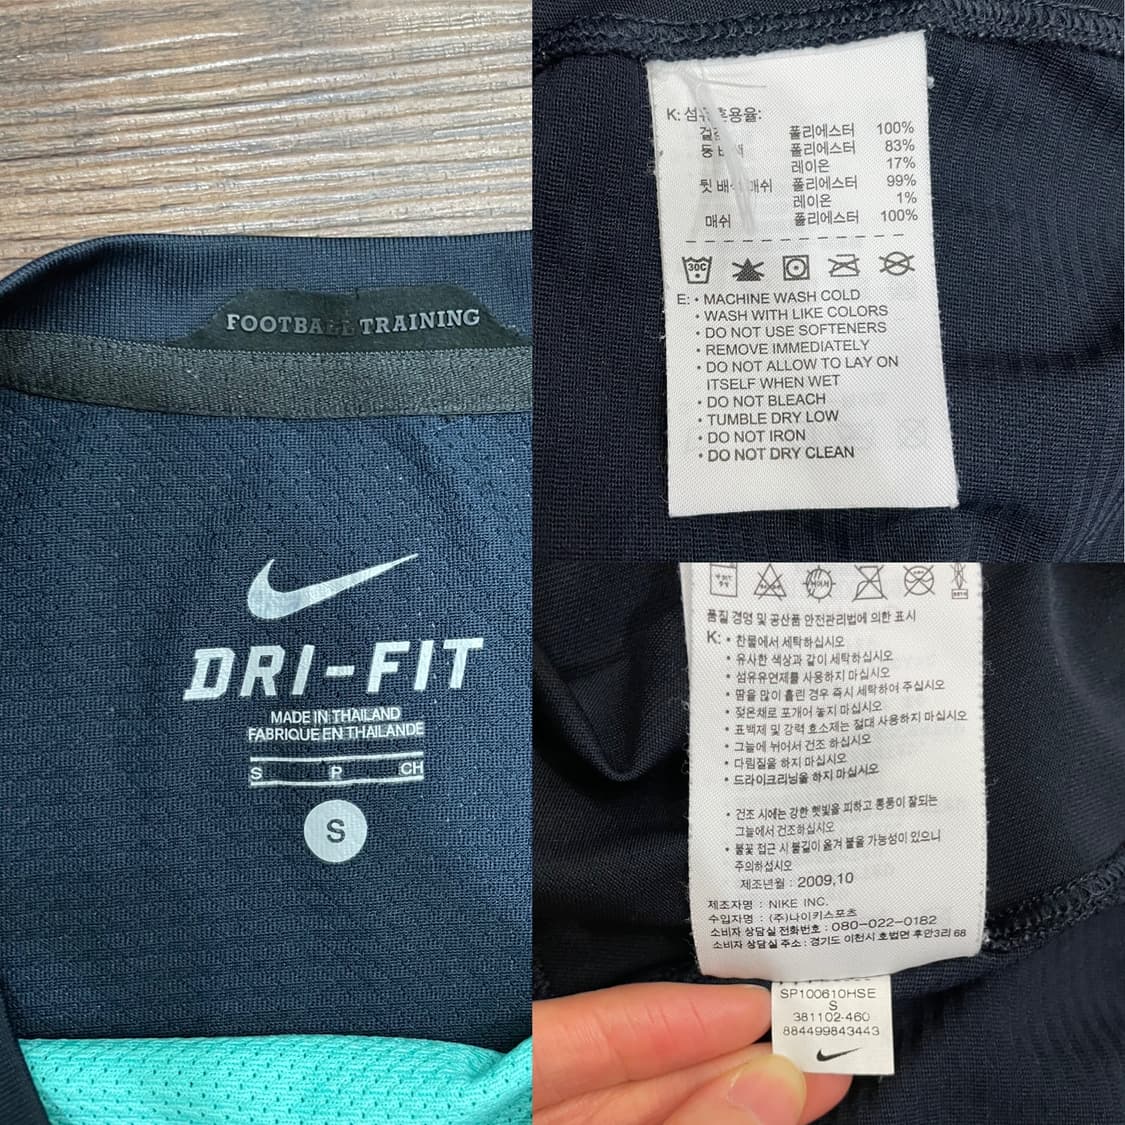 FOOTBALL TRAINING
DRI-FIT
MADE IN THAILAND
FABRIQUE EN THAILANDE
S P CH
S
K: 섬유 혼용율:
폴리에스터 100%
폴리에스터 83%
레이온 17%
뒷 매쉬 폴리에스터 99%
레이온 1%
매쉬 폴리에스터 100%
30C
E: • MACHINE WASH COLD
• WASH WITH LIKE COLORS
• DO NOT USE SOFTENERS
• REMOVE IMMEDIATELY
• DO NOT ALLOW TO LAY ON
ITSELF WHEN WET
• DO NOT BLEACH
• TUMBLE DRY LOW
• DO NOT IRON
• DO NOT DRY CLEAN
품질 경영 및 공산품 안전관리법에 의한 표시
K: • 찬물에서 세탁하십시오
• 유사한 색상과 같이 세탁하십시오
• 섬유유연제를 사용하지 마십시오
• 땀을 많이 흘린 경우 즉시 세탁하여 주십시오
• 젖은채로 포개어 놓지 마십시오
• 표백제 및 강력 효소제는 절대 사용하지 마십시오
• 그늘에 뉘어서 건조 하십시오
• 다림질을 하지 마십시오
• 드라이크리닝을 하지 마십시오
• 건조 시에는 강한 햇빛을 피하고 통풍이 잘되는
그늘에서 건조하십시오
• 불꽃 접근 시 불길이 옮겨 붙을 가능성이 있으니
주의하십시오
제조년월 : 2009,10
제조자명 : NIKE INC.
수입자명 : (주)나이키스포츠
소비자 상담실 전화번호 : 080-022-0182
소비자 상담실 주소 : 경기도 이천시 호법면 후안3리 68
SP100610HSE
S
381102-460
884499843443